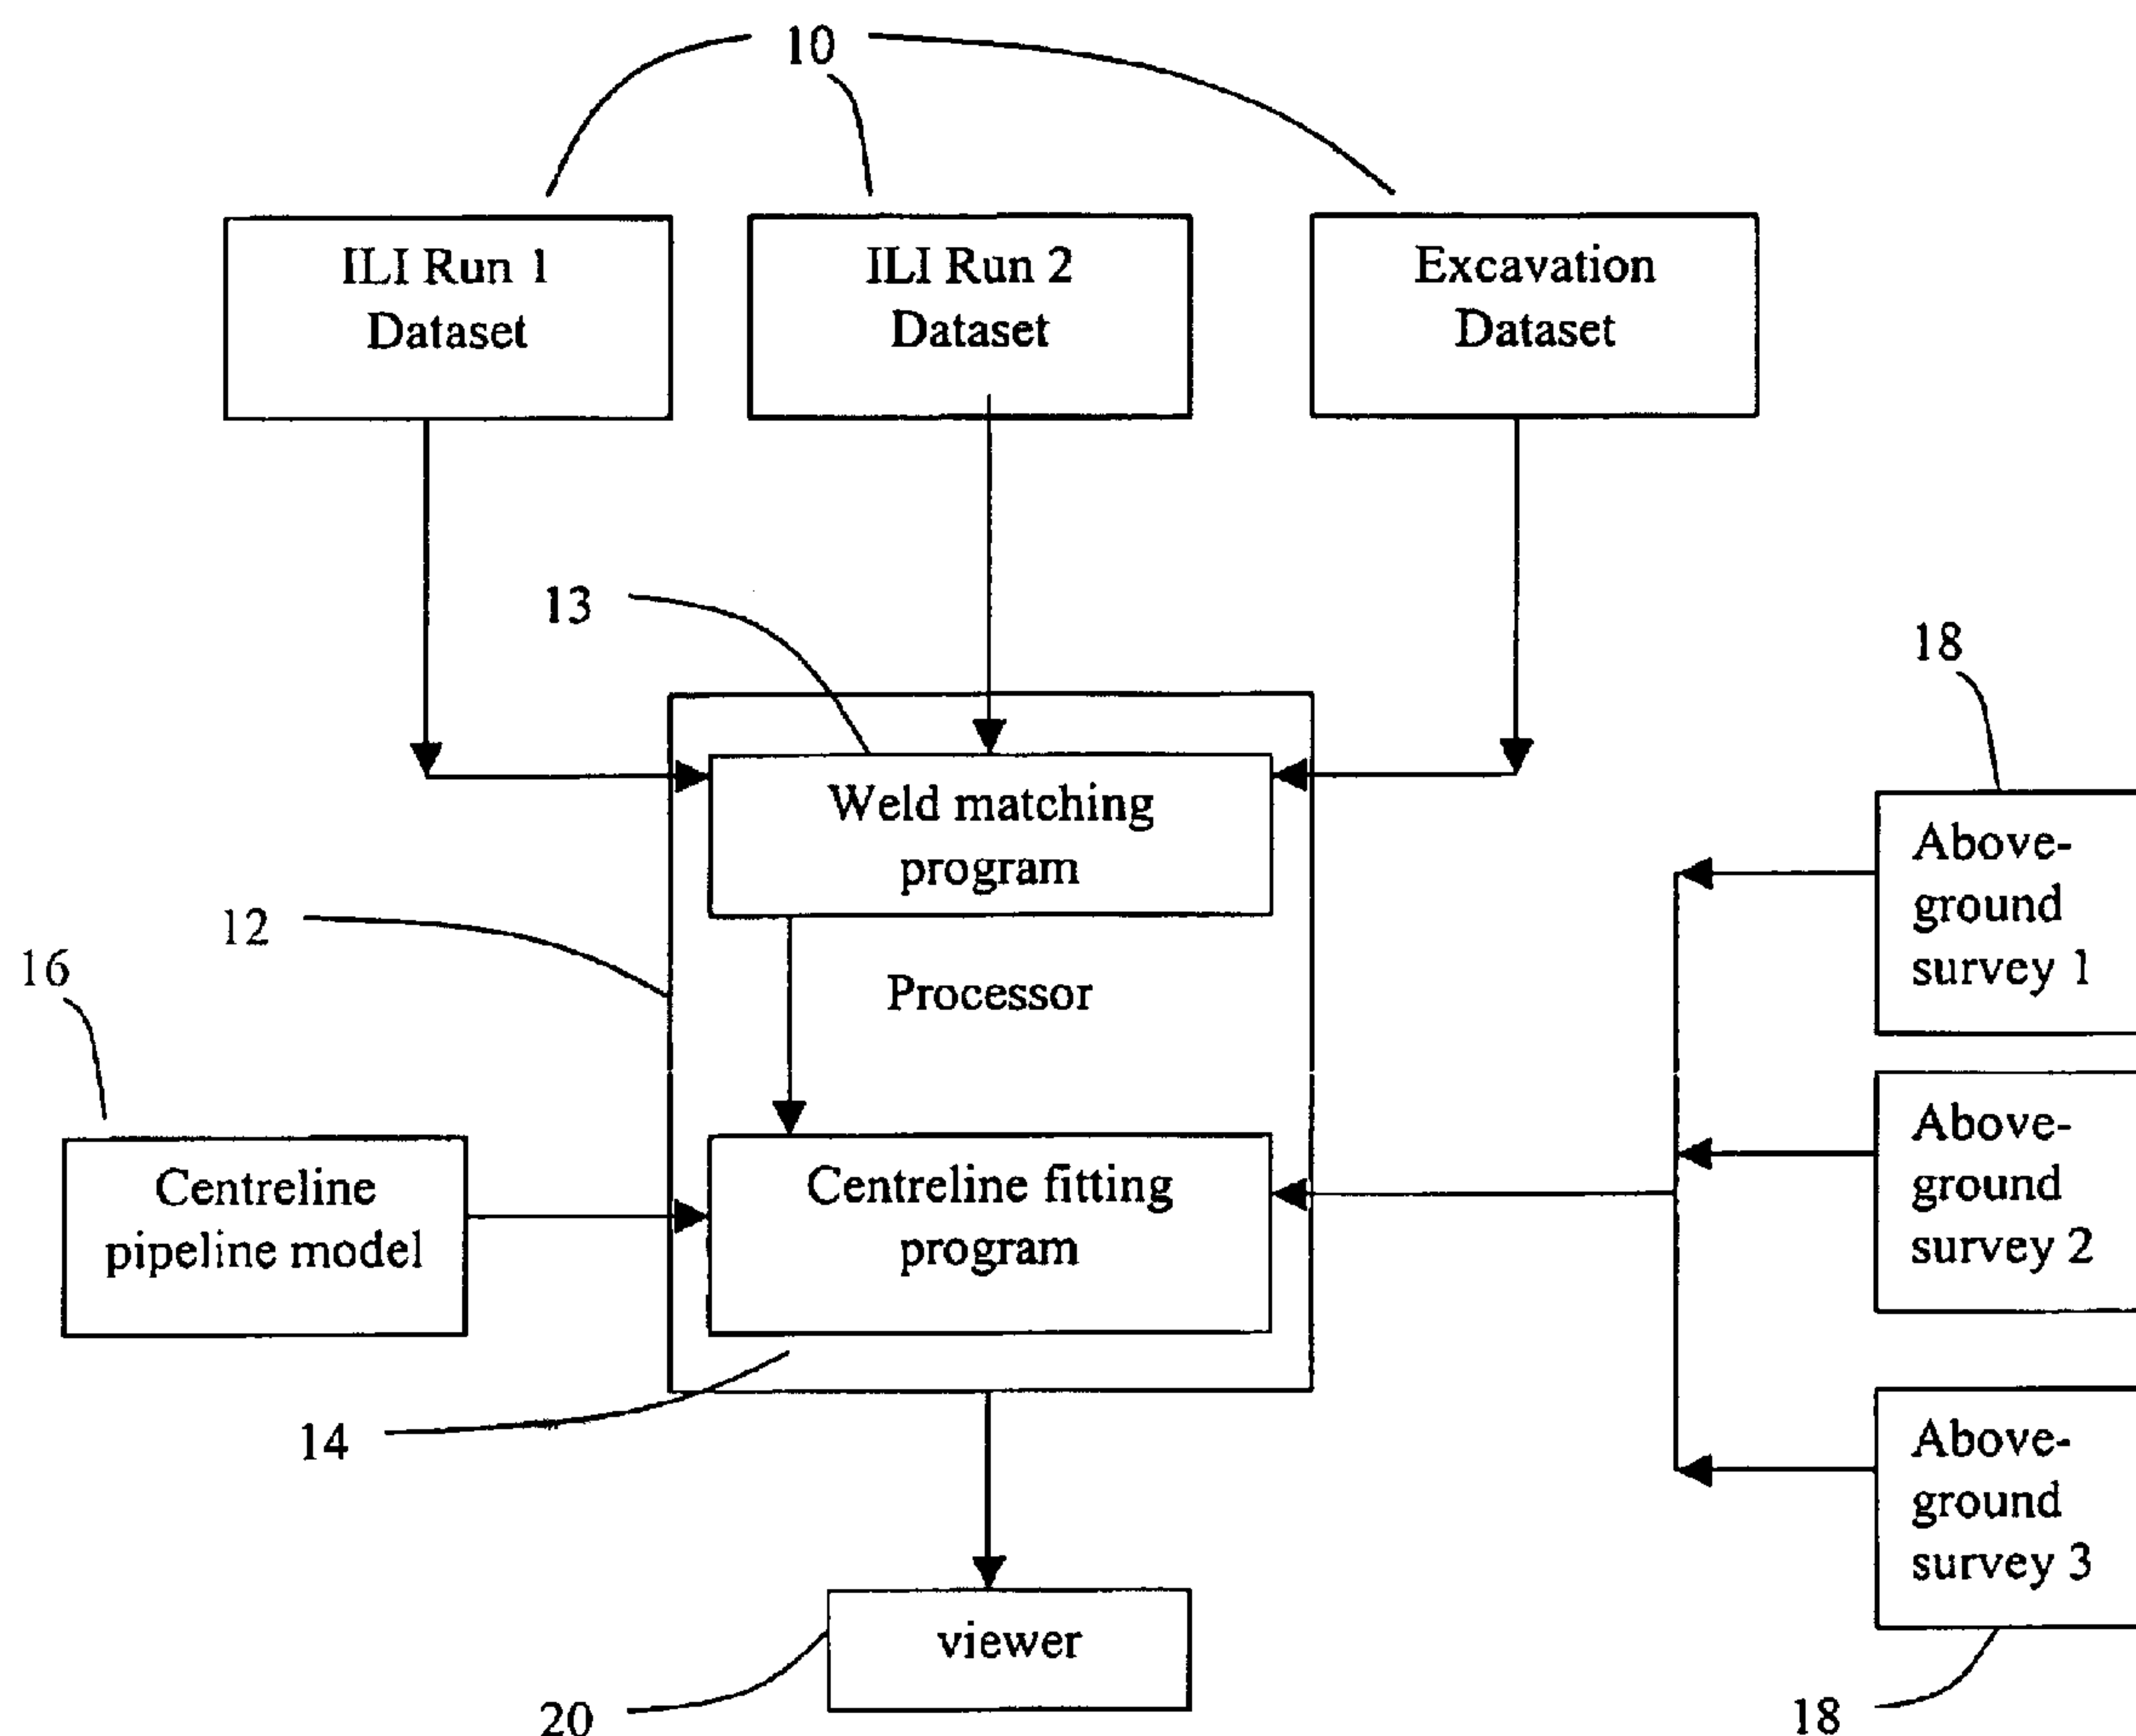 10
ILI Run 1
Dataset
ILI Run 2
Dataset
Excavation
Dataset
13
18
Weld matching
program
Above-
ground
survey 1
12
16
Processor
Above-
ground
survey 2
Centreline
pipeline model
Centreline fitting
program
14
Above-
ground
survey 3
viewer
20
18